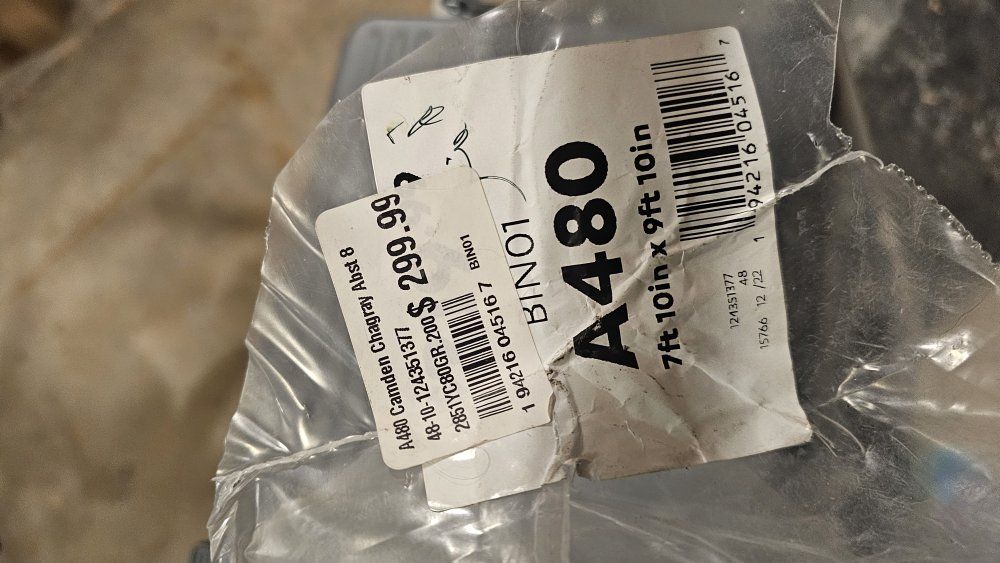 A480 Camden Chagray Abst 8
48-10-124351377
2851YC80GR.200 $ 299.99
1 94216 04516 7 BIN01
BIN01
A480
7ft 10in x 9ft 10in
1 94216 04516 7
124351377
48
15766 12 /22